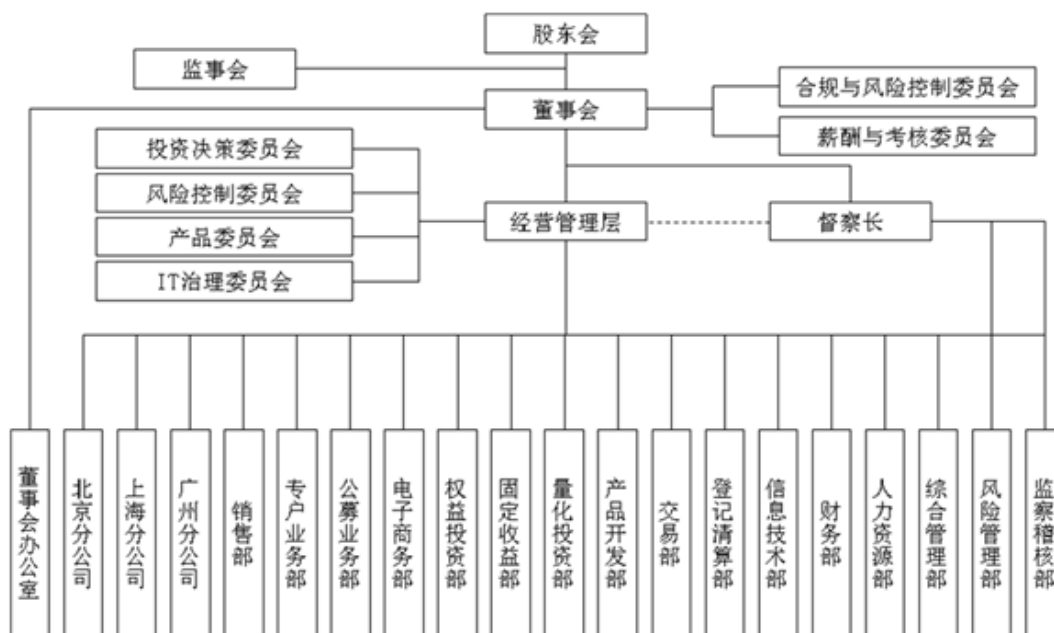 股东会
监事会
董事会
合规与风险控制委员会
薪酬与考核委员会
投资决策委员会
风险控制委员会
产品委员会
IT治理委员会
经营管理层
督察长
董事会办公室
北京分公司
上海分公司
广州分公司
销售部
专户业务部
公募业务部
电子商务部
权益投资部
固定收益部
量化投资部
产品开发部
交易部
登记清算部
信息技术部
财务部
人力资源部
综合管理部
风险管理部
监察稽核部